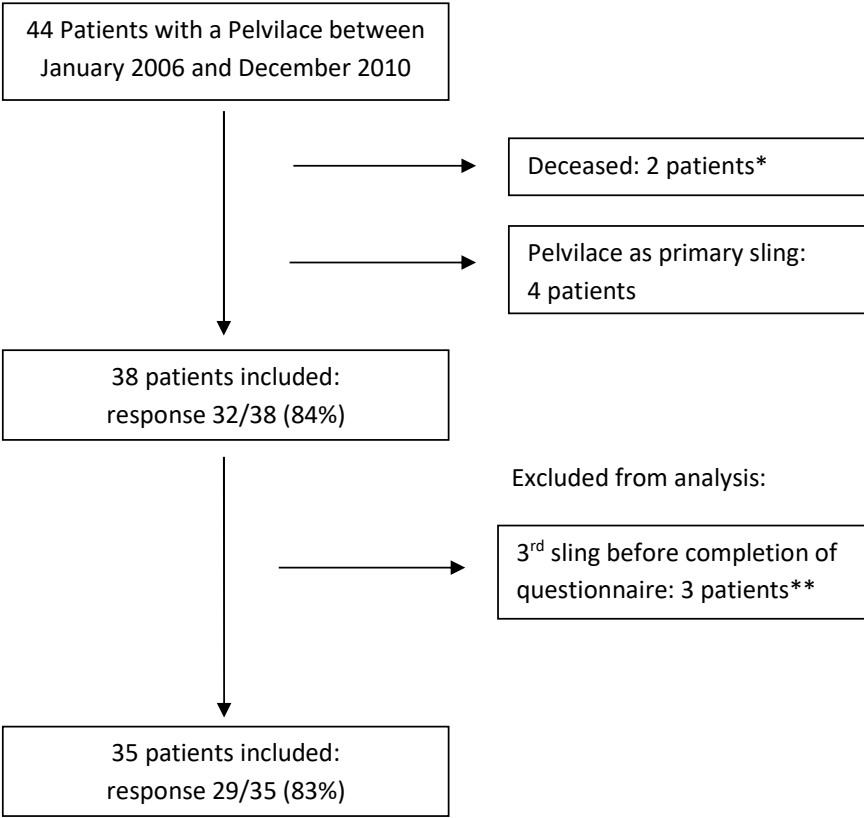 44 Patients with a Pelvilace between
January 2006 and December 2010
Deceased: 2 patients*
Pelvilace as primary sling:
4 patients
38 patients included:
response 32/38 (84%)
Excluded from analysis:
3rd sling before completion of
questionnaire: 3 patients**
35 patients included:
response 29/35 (83%)